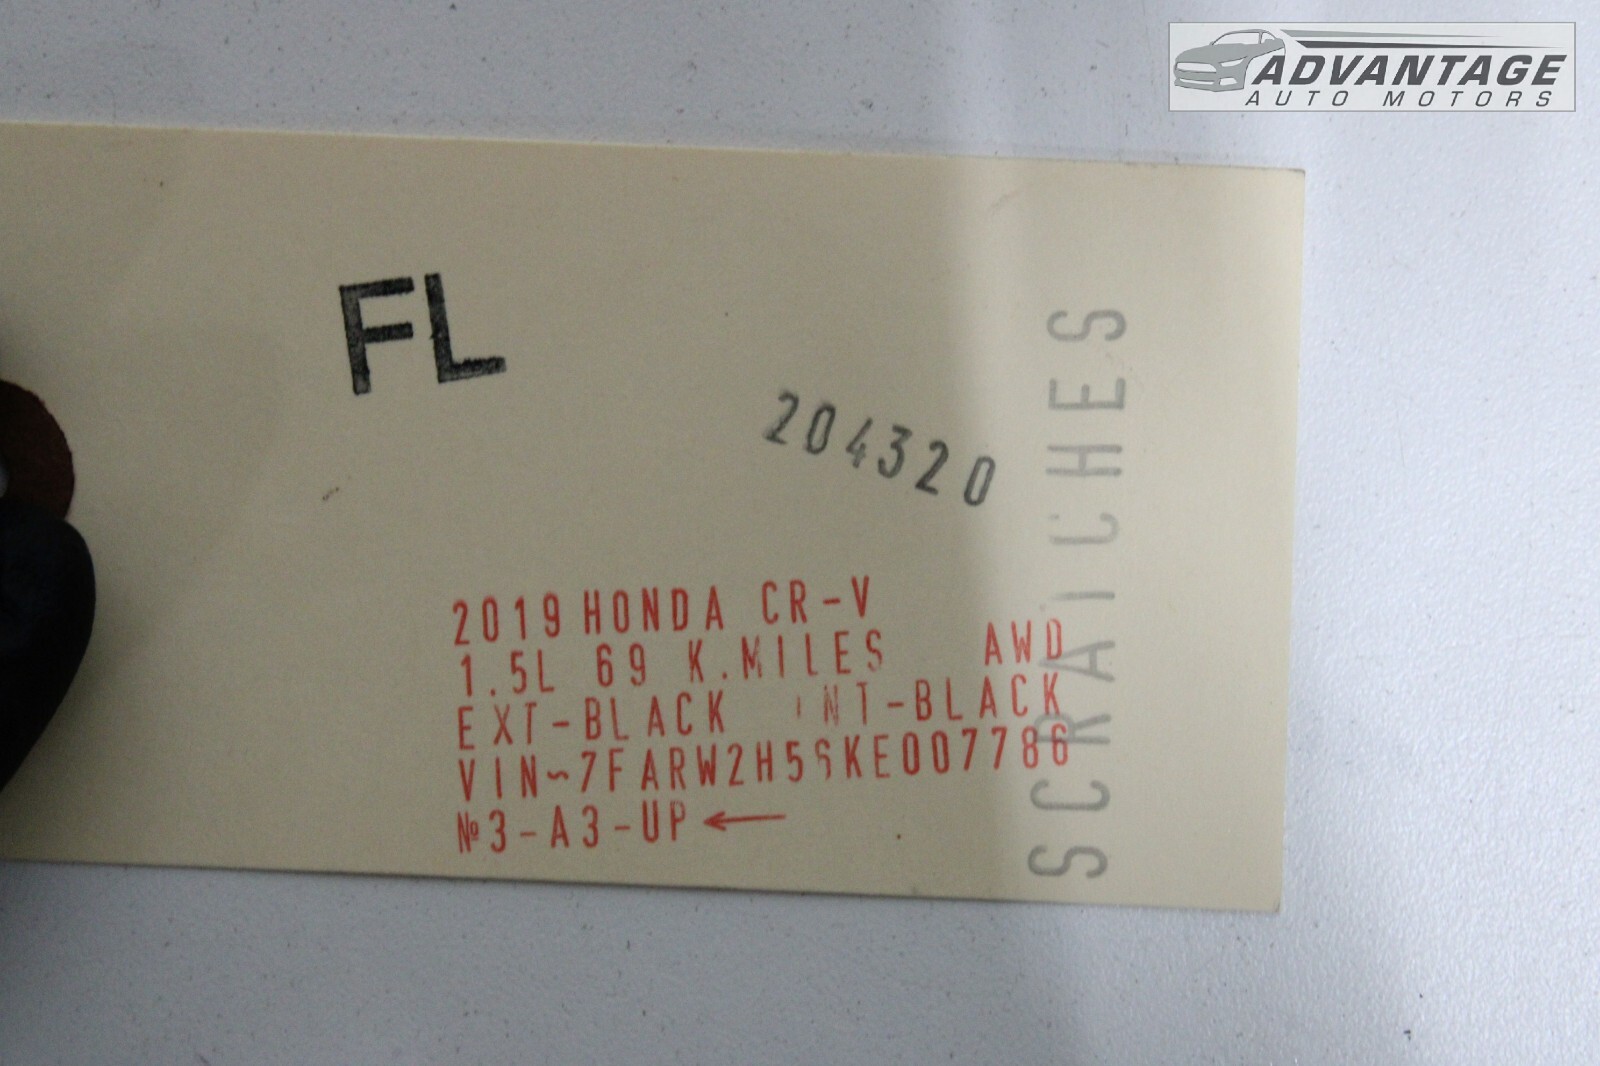 ADVANTAGE
AUTO MOTORS
FL
204320
SCRATCHES
2019 HONDA CR-V
1.5L 69 K.MILES AWD
EXT-BLACK INT-BLACK
VIN~7FARW2H56KE007786
№3-A3-UP←